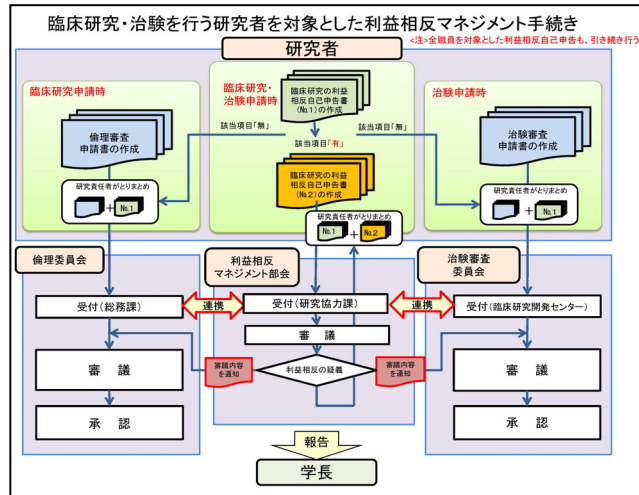 臨床研究・治験を行う研究者を対象とした利益相反マネジメント手続き
<注>全職員を対象とした利益相反自己申告も、引き続き行う
研究者
臨床研究申請時
倫理審査
申請書の作成
研究責任者がとりまとめ
+
No.1
臨床研究・
治験申請時
臨床研究の利益
相反自己申告書
(No.1)の作成
該当項目「無」
該当項目「無」
該当項目「有」
臨床研究の利益
相反自己申告書
(No.2)の作成
研究責任者がとりまとめ
No.1
+
No.2
治験申請時
治験審査
申請書の作成
研究責任者がとりまとめ
+
No.1
倫理委員会
受付(総務課)
審 議
承 認
連携
利益相反
マネジメント部会
受付(研究協力課)
審 議
利益相反の疑義
審議内容
を通知
審議内容
を通知
連携
治験審査
委員会
受付(臨床研究開発センター)
審 議
承 認
報告
学長